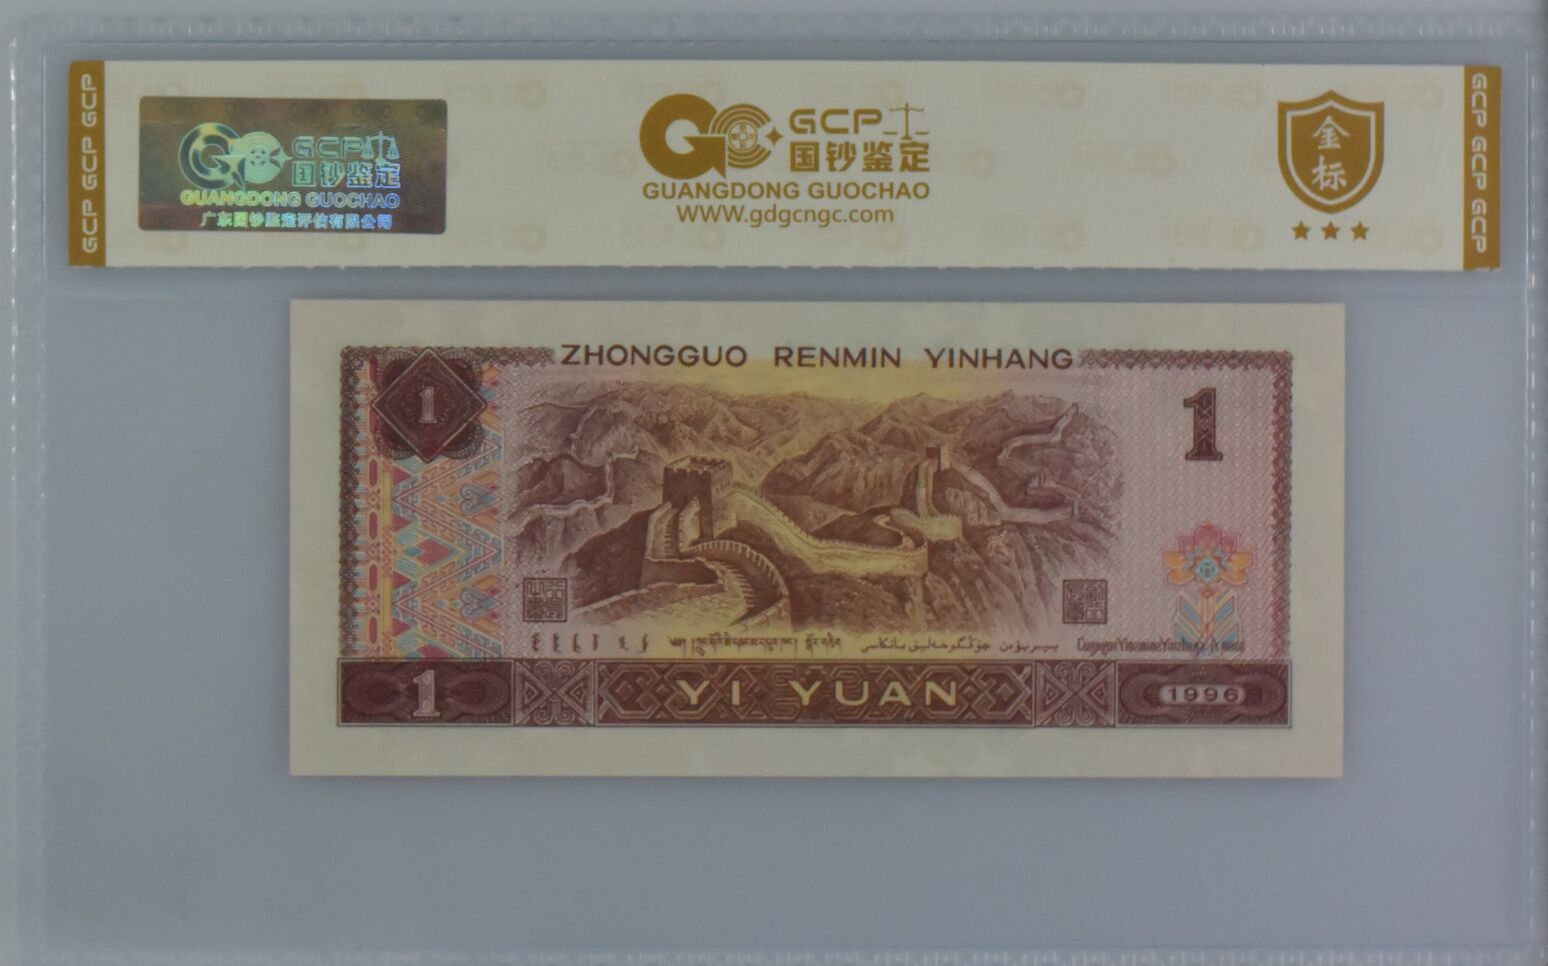 GCP GCP GCP
GCP
国钞鉴定
GUANGDONG GUOCHAO
广东国钞鉴定评估有限公司
GCP
国钞鉴定
GUANGDONG GUOCHAO
WWW.gdgcngc.com
金标
GCP GCP GCP
ZHONGGUO RENMIN YINHANG
1
1
1
YI YUAN
1996